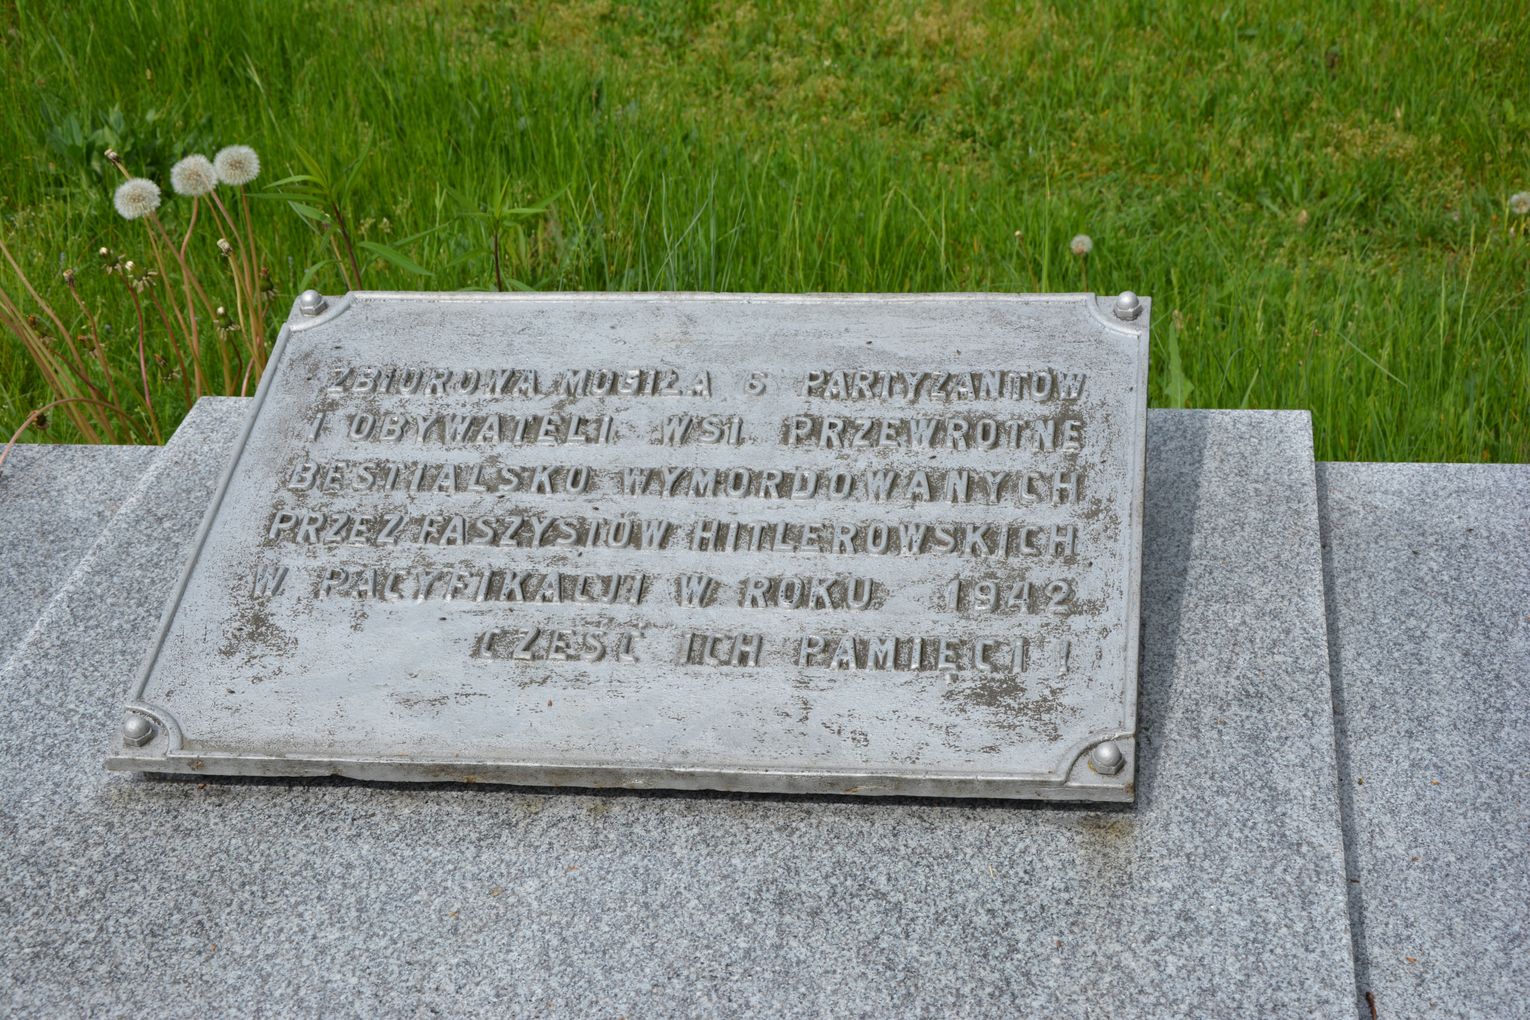 ZBIOROWA MOGIŁA 6 PARTYZANTÓW
I OBYWATELI WSI PRZEWROTNE
BESTIALSKO WYMORDOWANYCH
PRZEZ FASZYSTÓW HITLEROWSKICH
W PACYFIKACJI W ROKU 1942
CZEŚĆ ICH PAMIĘCI !